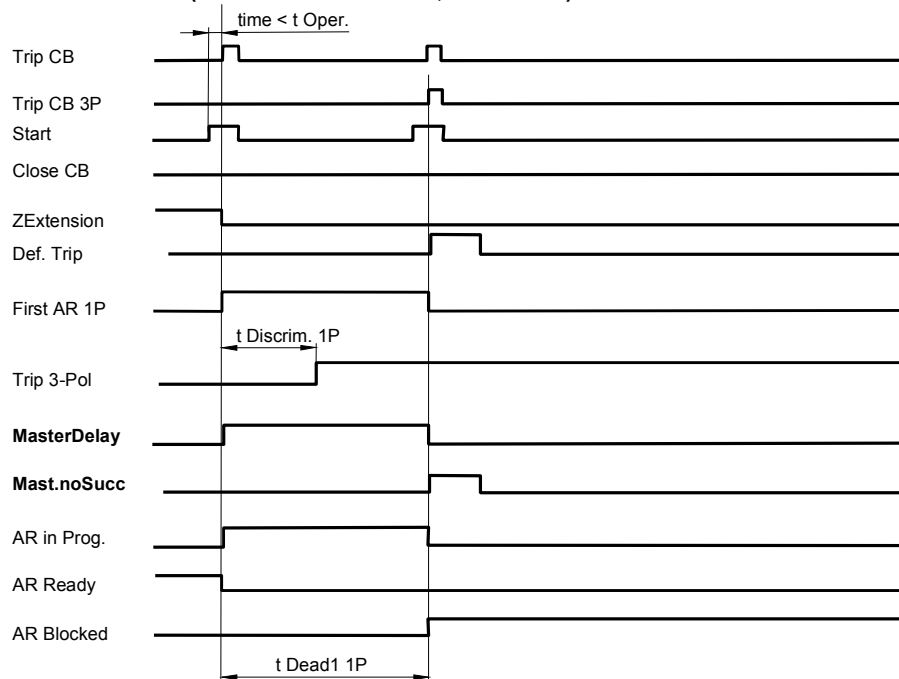 time < t Oper.
Trip CB
Trip CB 3P
Start
Close CB
ZExtension
Def. Trip
First AR 1P
t Discrim. 1P
Trip 3-Pol
MasterDelay
Mast.noSucc
AR in Prog.
AR Ready
AR Blocked
t Dead1 1P